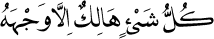 كُلُّ شَيْءٍ هَالِكٌ اِلَّا وَجْهَهُ